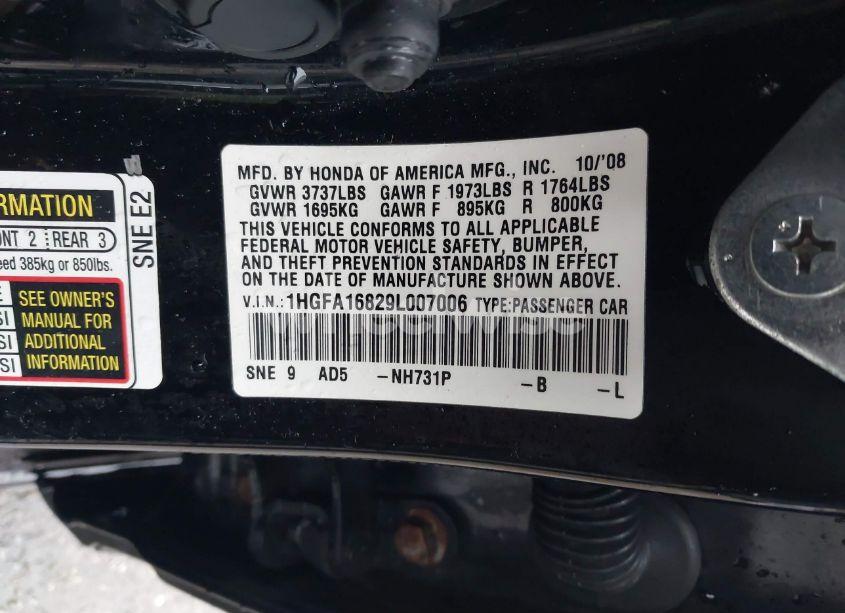 MFD. BY HONDA OF AMERICA MFG., INC. 10/'08
GVWR 3737LBS GAWR F 1973LBS R 1764LBS
GVWR 1695KG GAWR F 895KG R 800KG
THIS VEHICLE CONFORMS TO ALL APPLICABLE
FEDERAL MOTOR VEHICLE SAFETY, BUMPER,
AND THEFT PREVENTION STANDARDS IN EFFECT
ON THE DATE OF MANUFACTURE SHOWN ABOVE.
V.I.N.: 1HGFA16829L007006 TYPE:PASSENGER CAR
SNE 9 AD5 -NH731P -B -L
RMATION
ONT 2 REAR 3
eed 385kg or 850lbs.
E SEE OWNER'S
SI MANUAL FOR
SI ADDITIONAL
SI INFORMATION
SNE E2